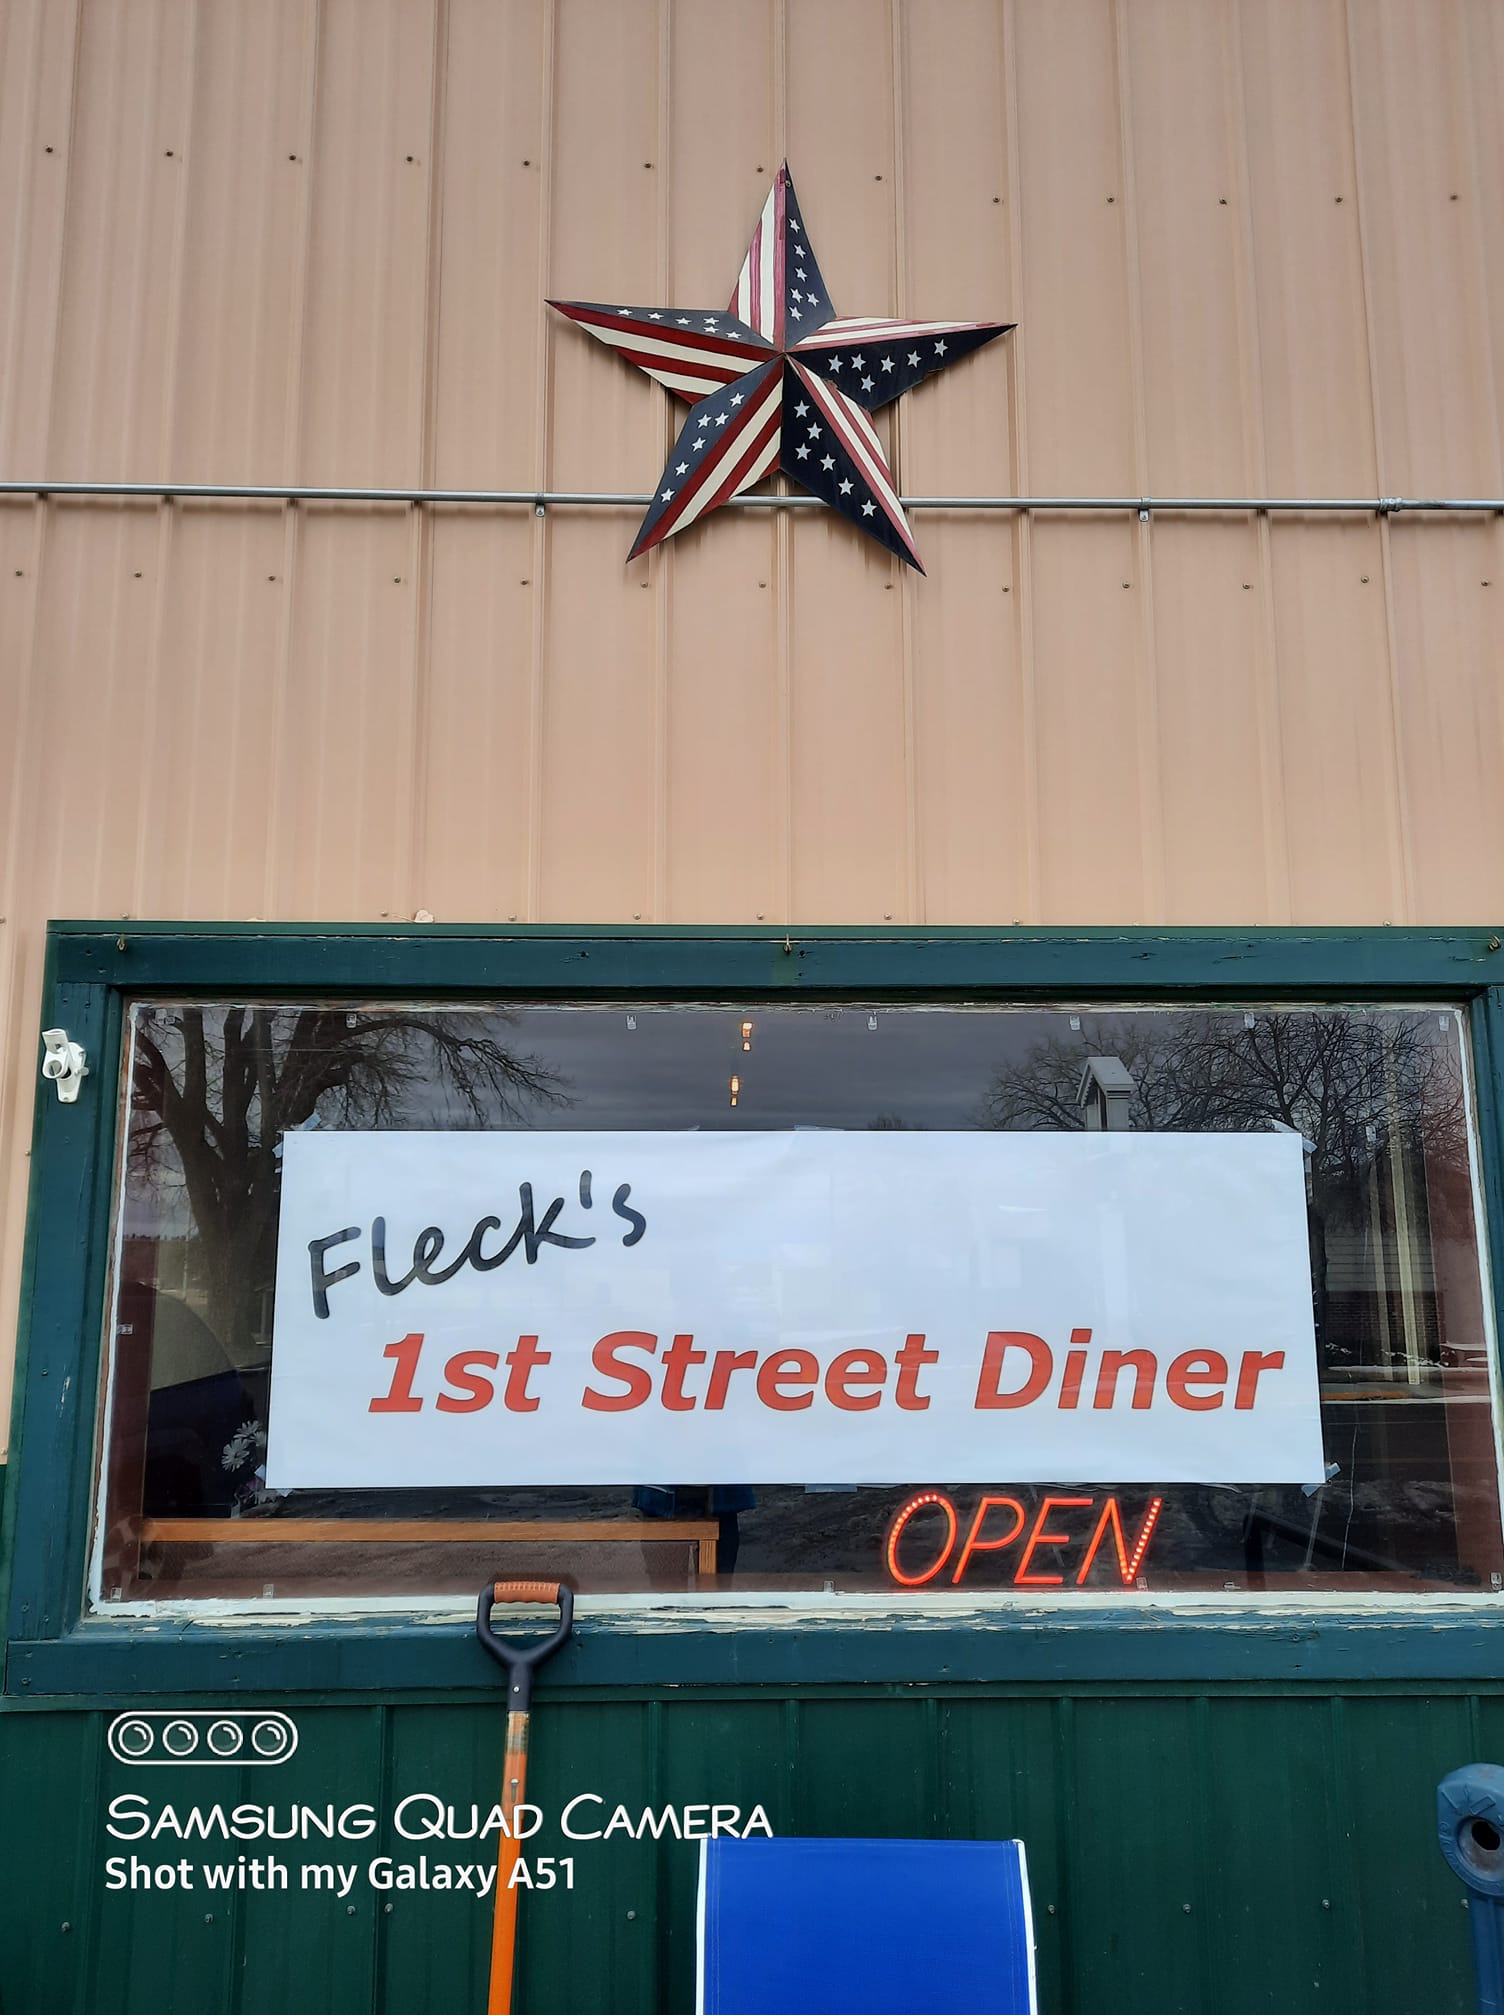 Fleck's
1st Street Diner
OPEN
SAMSUNG QUAD CAMERA
Shot with my Galaxy A51